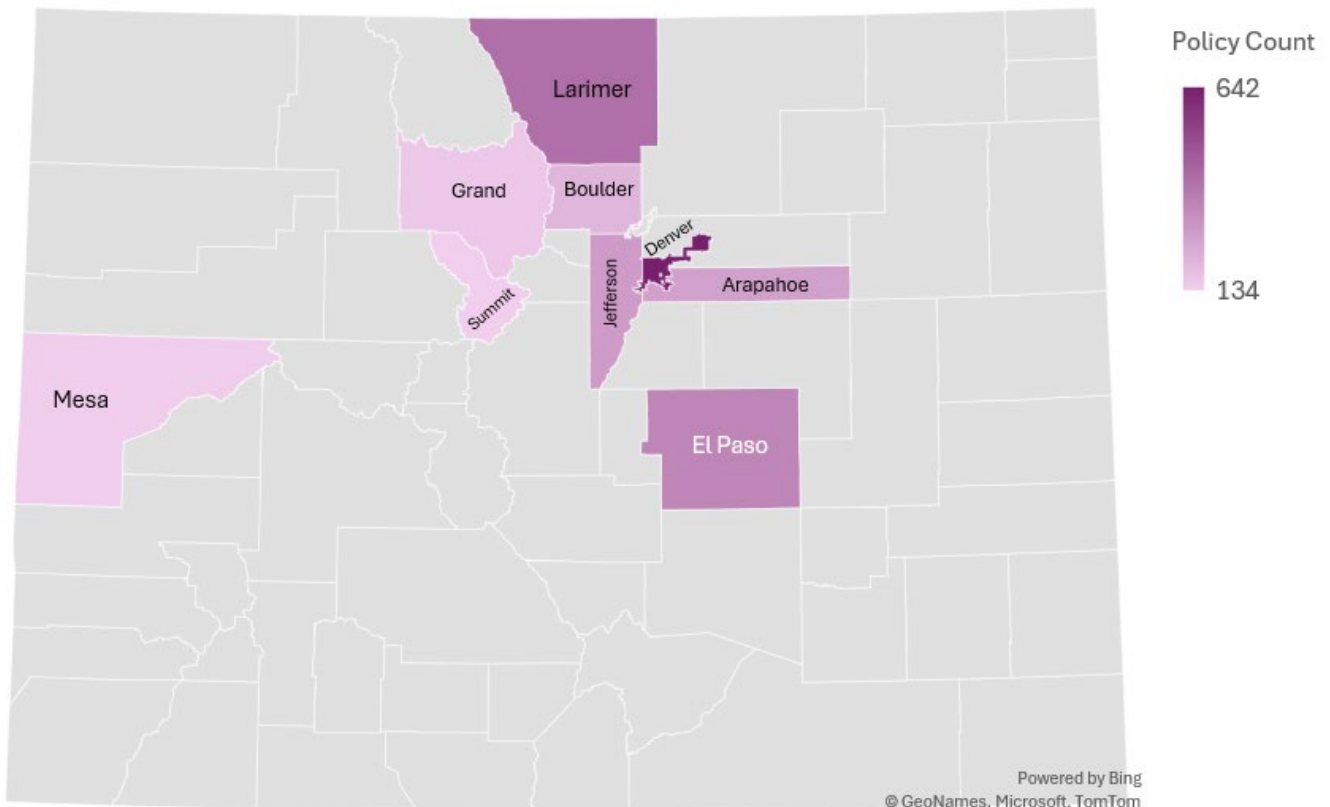 Policy Count
642
134
Larimer
Grand
Boulder
Denver
Jefferson
Arapahoe
Summit
Mesa
El Paso
Powered by Bing
© GeoNames, Microsoft, TomTom